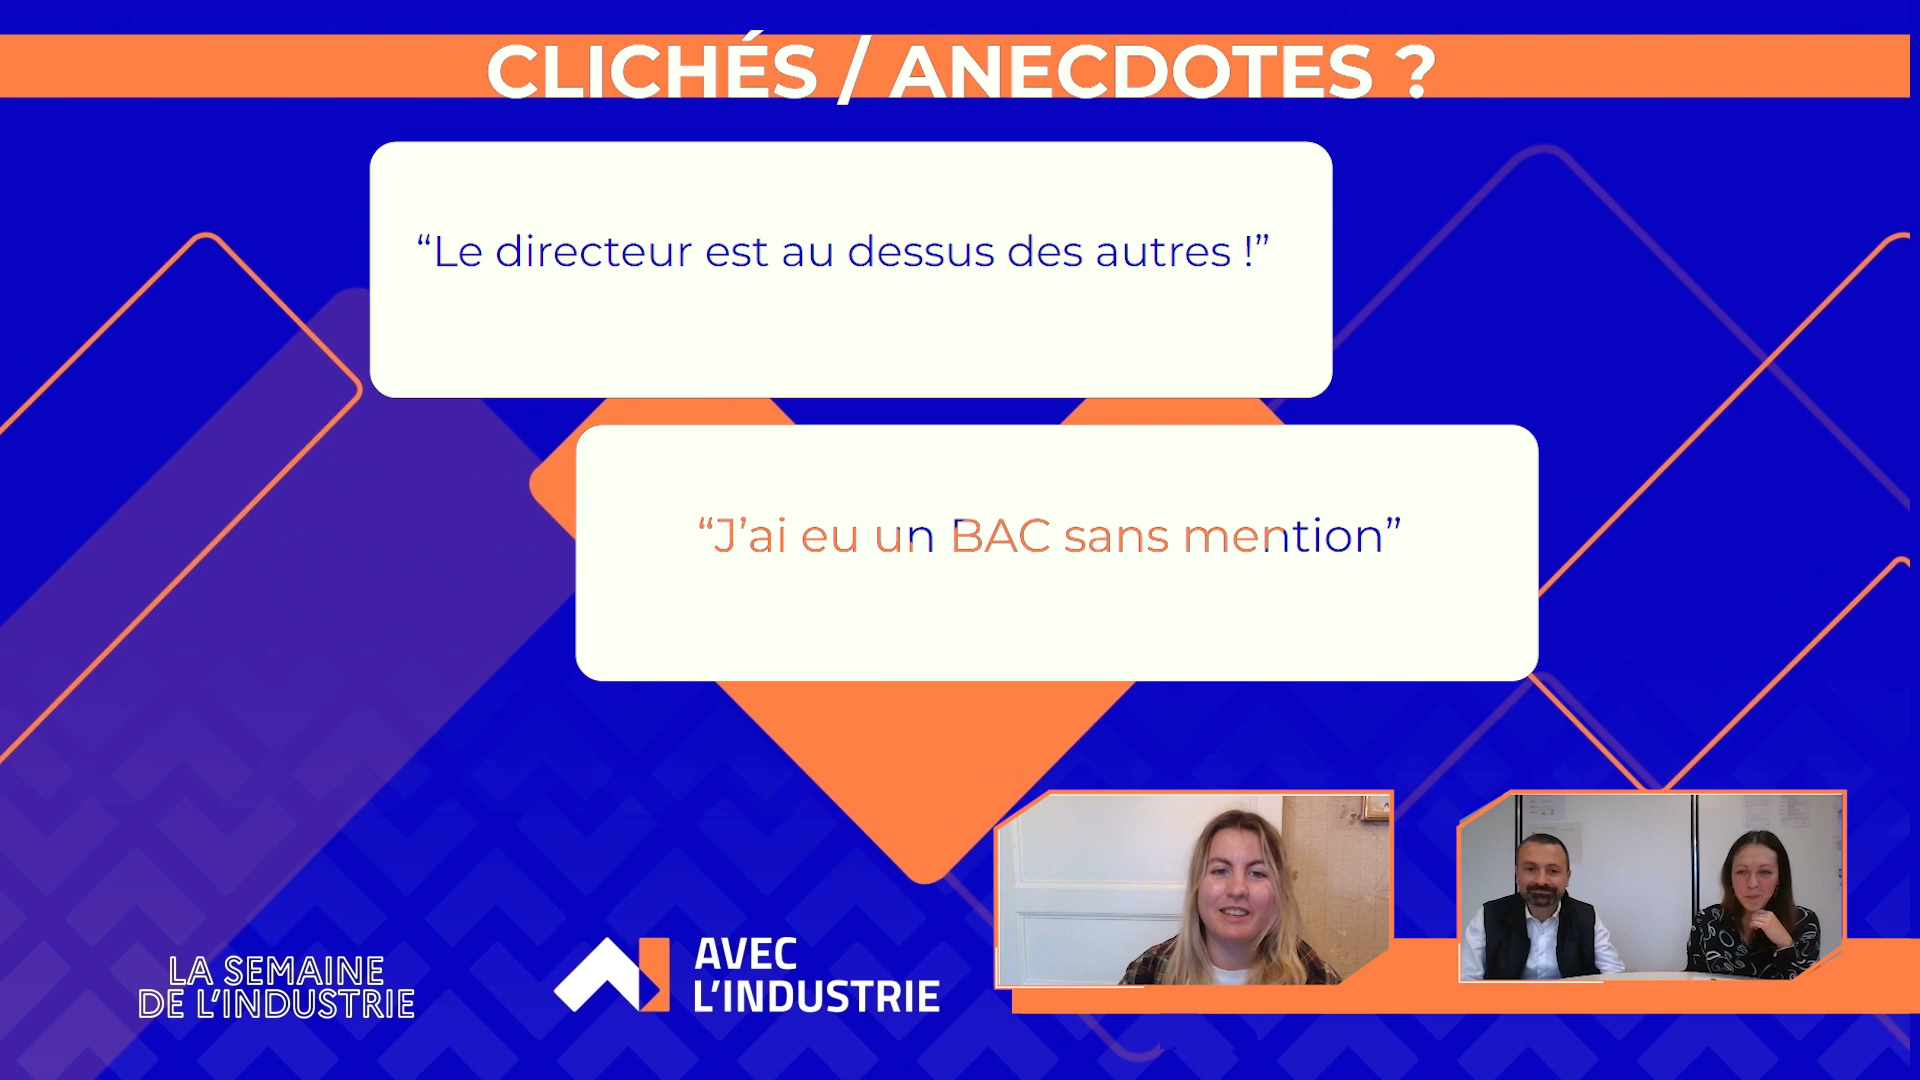 CLICHÉS / ANECDOTES ?
“Le directeur est au dessus des autres !”
“J’ai eu un BAC sans mention”
LA SEMAINE
DE L’INDUSTRIE
AVEC
L’INDUSTRIE